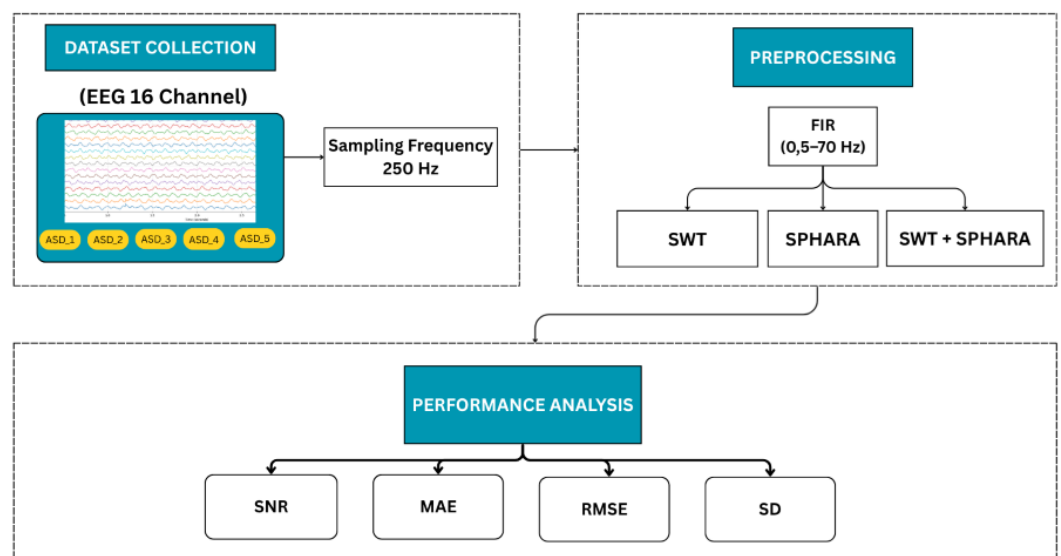 DATASET COLLECTION
(EEG 16 Channel)
ASD_1
ASD_2
ASD_3
ASD_4
ASD_5
Sampling Frequency
250 Hz
PREPROCESSING
FIR
(0,5–70 Hz)
SWT
SPHARA
SWT + SPHARA
PERFORMANCE ANALYSIS
SNR
MAE
RMSE
SD